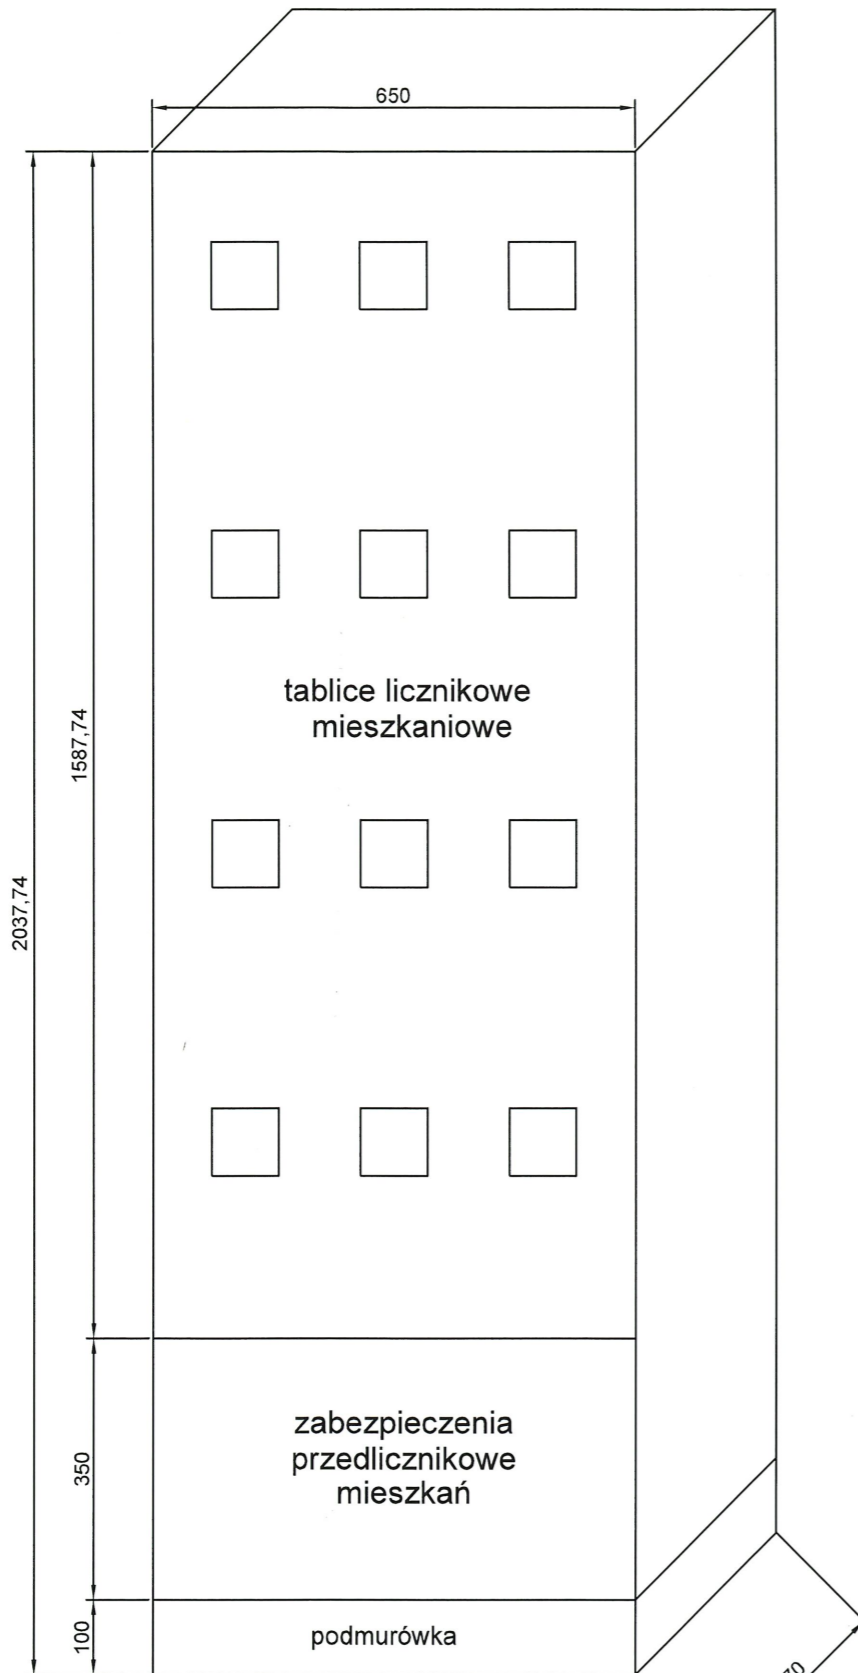 650
tablice licznikowe
mieszkaniowe
1587,74
2037,74
zabezpieczenia
przedlicznikowe
mieszkań
350
100
podmurówka